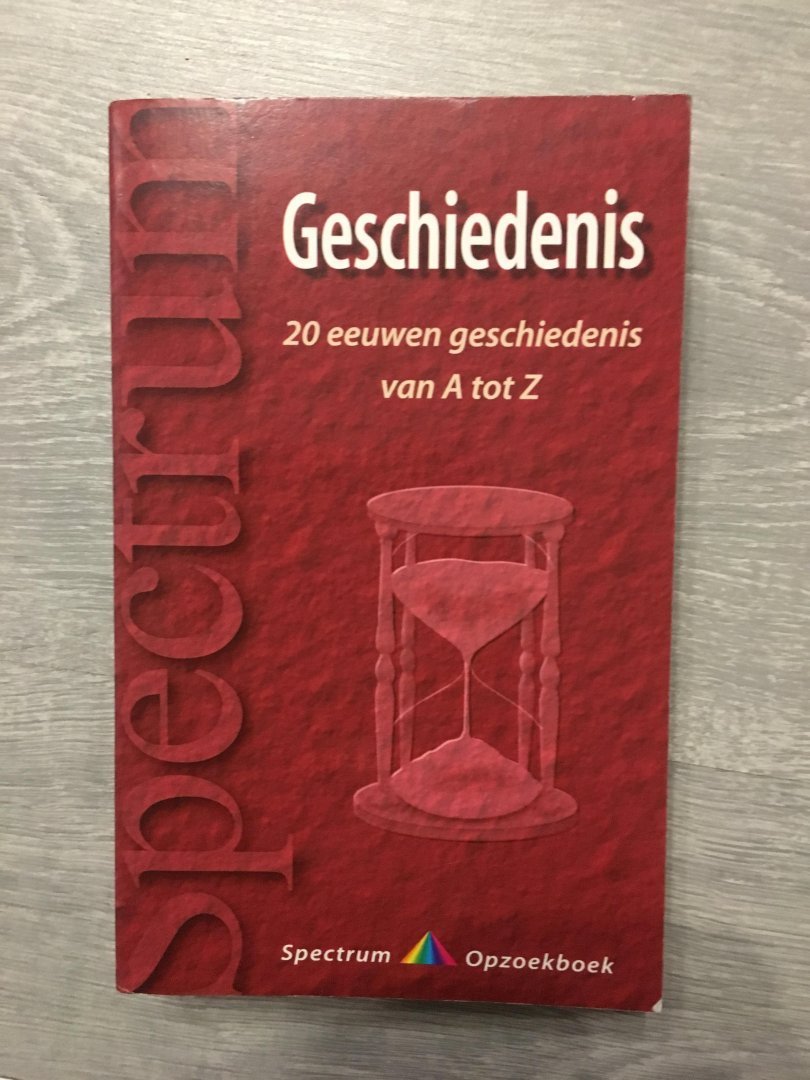 spectrum
Geschiedenis
20 eeuwen geschiedenis
van A tot Z
Spectrum Opzoekboek